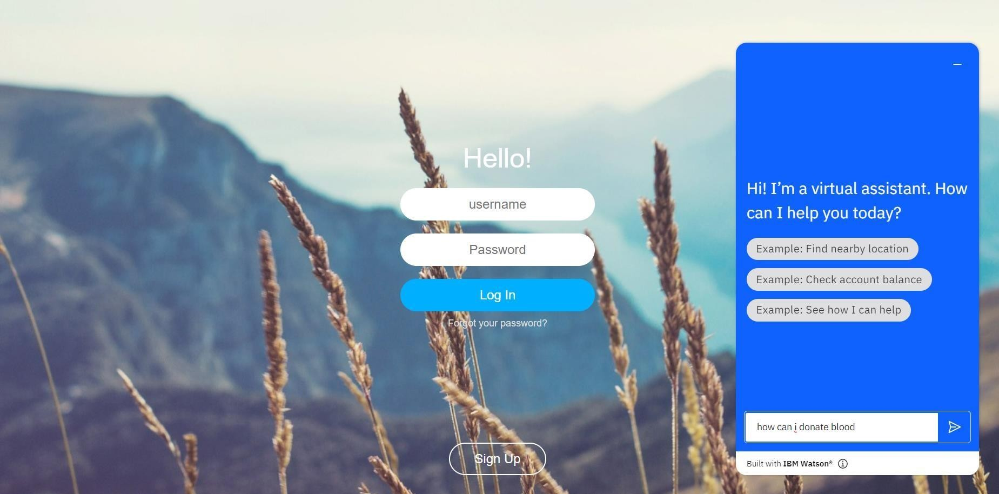 Hello!
username
Password
Log In
Forgot your password?
Sign Up
Hi! I’m a virtual assistant. How
can I help you today?
Example: Find nearby location
Example: Check account balance
Example: See how I can help
how can i donate blood
Built with IBM Watson®